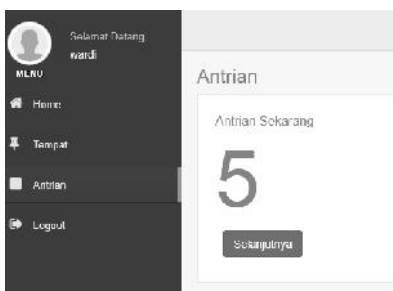 Selamat Datang,
wardi
MENU
Home
Tempat
Antrian
Logout
Antrian
Antrian Sekarang
5
Selanjutnya